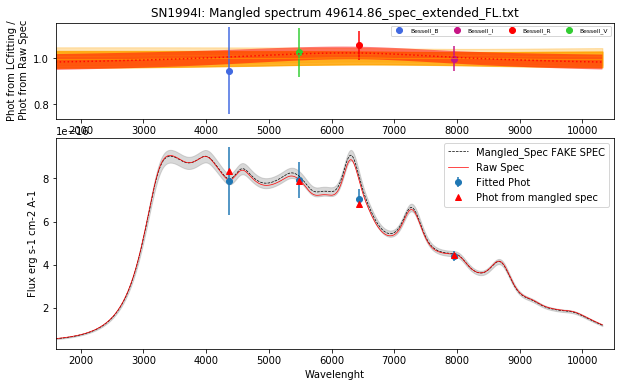 SN1994I: Mangled spectrum 49614.86_spec_extended_FL.txt
Phot from LCfitting /
Phot from Raw Spec
1.0
0.8
Bessell_B
Bessell_I
Bessell_R
Bessell_V
2000 3000 4000 5000 6000 7000 8000 9000 10000
Flux erg s-1 cm-2 A-1
8
6
4
2
Mangled_Spec FAKE SPEC
Raw Spec
Fitted Phot
Phot from mangled spec
2000 3000 4000 5000 6000 7000 8000 9000 10000
Wavelenght